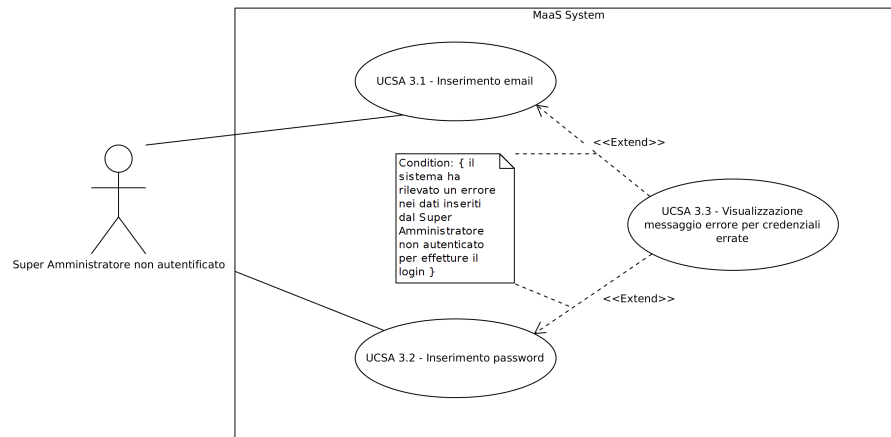 MaaS System
UCSA 3.1 - Inserimento email
<<Extend>>
Condition: { il
sistema ha
rilevato un errore
nei dati inseriti
dal Super
Amministratore
non autenticato
per effetture il
login }
UCSA 3.3 - Visualizzazione
messaggio errore per credenziali
errate
Super Amministratore non autentificato
<<Extend>>
UCSA 3.2 - Inserimento password